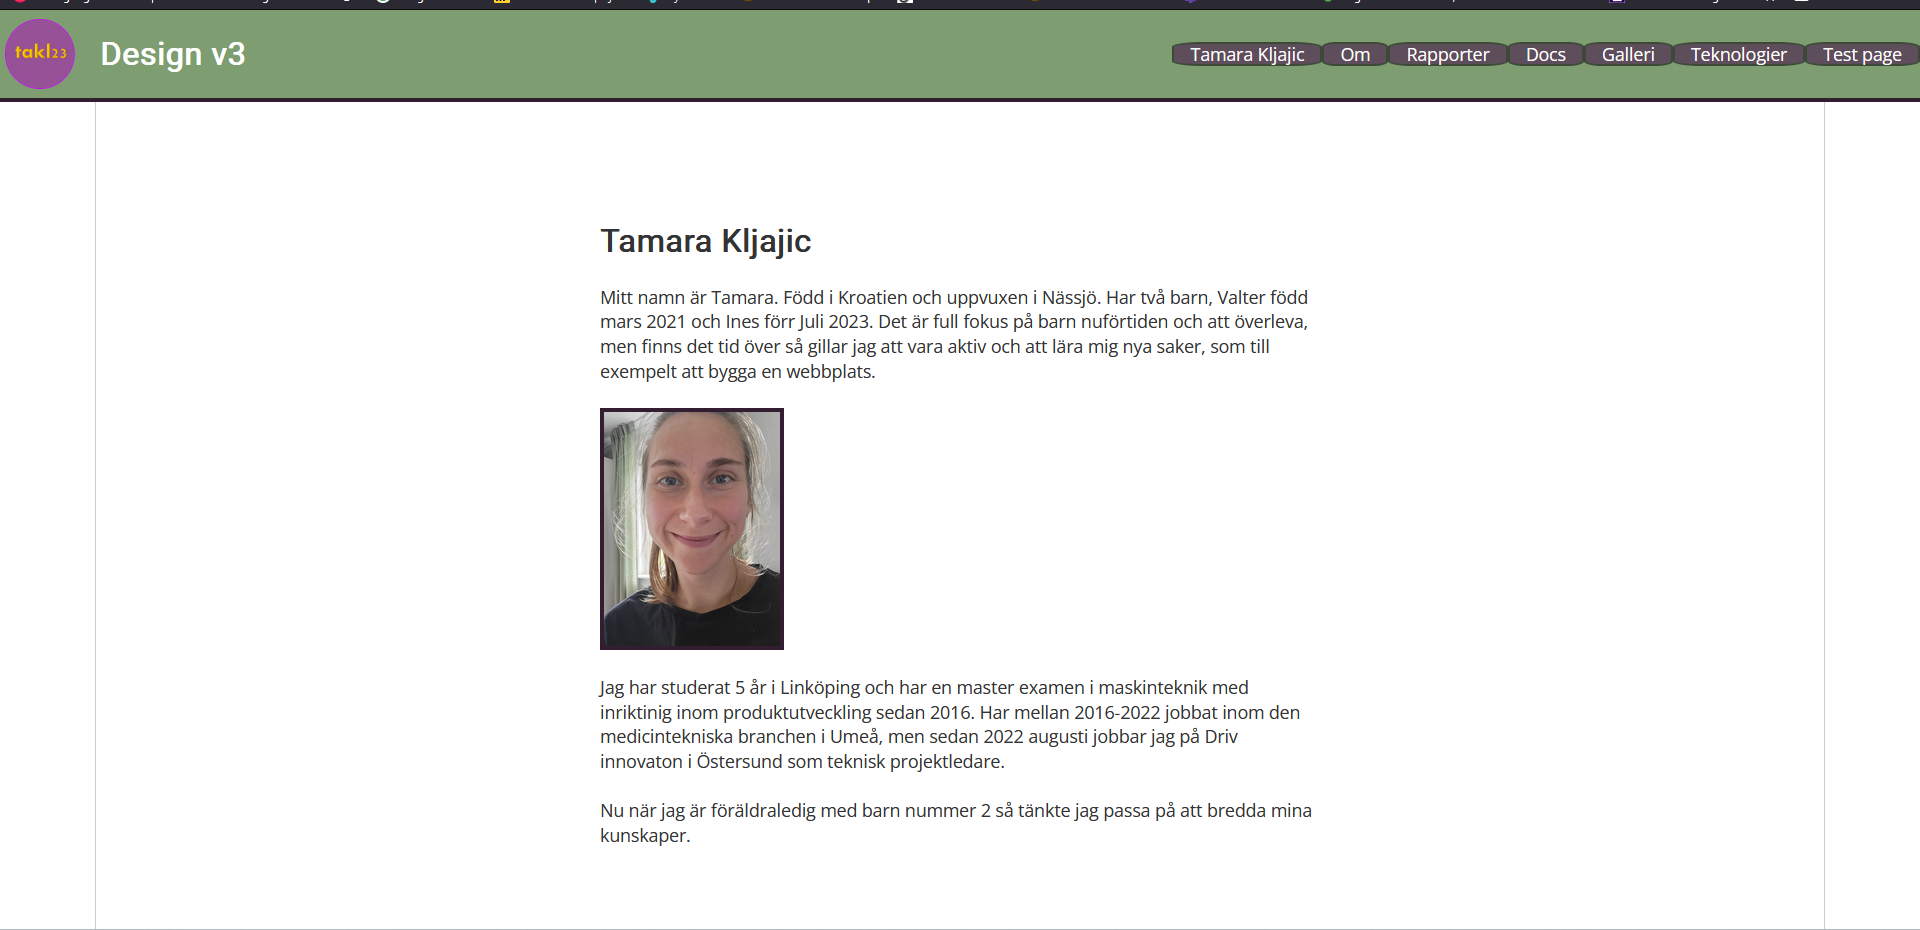 takl23
Design v3
Tamara Kljajic
Om
Rapporter
Docs
Galleri
Teknologier
Test page
Tamara Kljajic
Mitt namn är Tamara. Född i Kroatien och uppvuxen i Nässjö. Har två barn, Valter född
mars 2021 och Ines förr Juli 2023. Det är full fokus på barn nuförtiden och att överleva,
men finns det tid över så gillar jag att vara aktiv och att lära mig nya saker, som till
exempelt att bygga en webbplats.
Jag har studerat 5 år i Linköping och har en master examen i maskinteknik med
inriktinig inom produktutveckling sedan 2016. Har mellan 2016-2022 jobbat inom den
medicintekniska branchen i Umeå, men sedan 2022 augusti jobbar jag på Driv
innovaton i Östersund som teknisk projektledare.
Nu när jag är föräldraledig med barn nummer 2 så tänkte jag passa på att bredda mina
kunskaper.